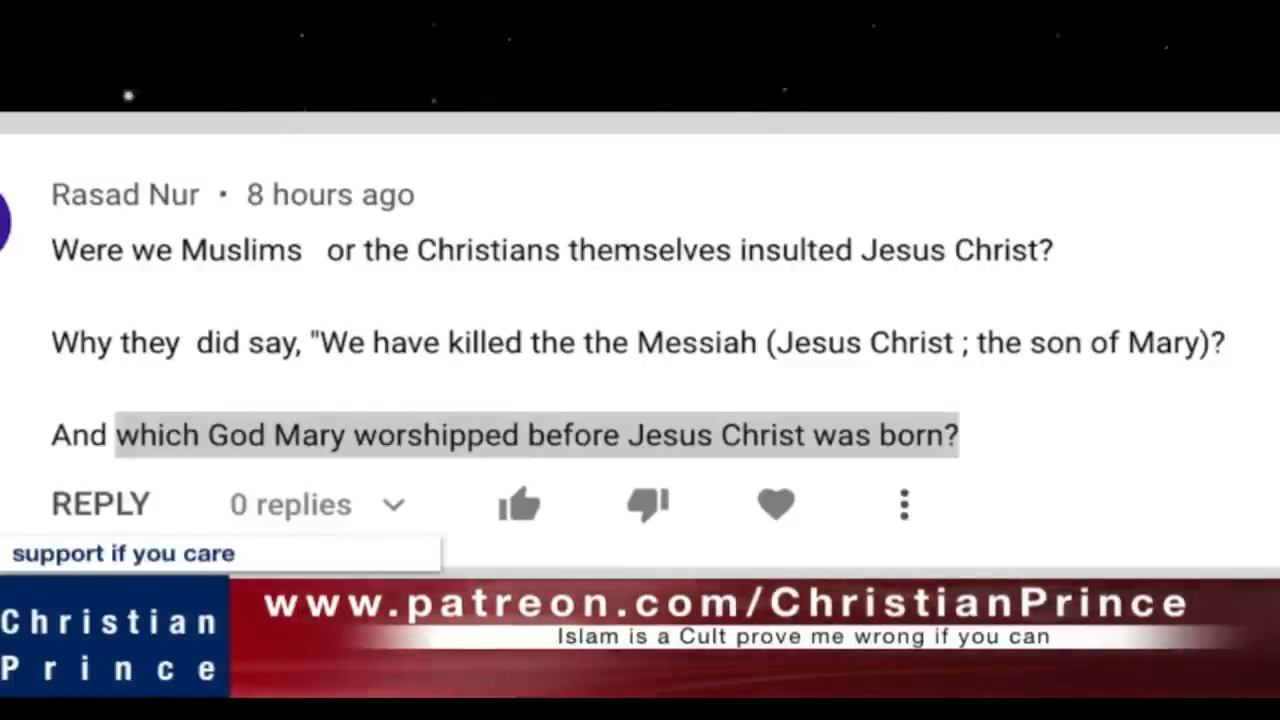 Rasad Nur • 8 hours ago
Were we Muslims or the Christians themselves insulted Jesus Christ?
Why they did say, "We have killed the the Messiah (Jesus Christ ; the son of Mary)?
And which God Mary worshipped before Jesus Christ was born?
REPLY 0 replies
support if you care
Christian
Prince
www.patreon.com/ChristianPrince
Islam is a Cult prove me wrong if you can